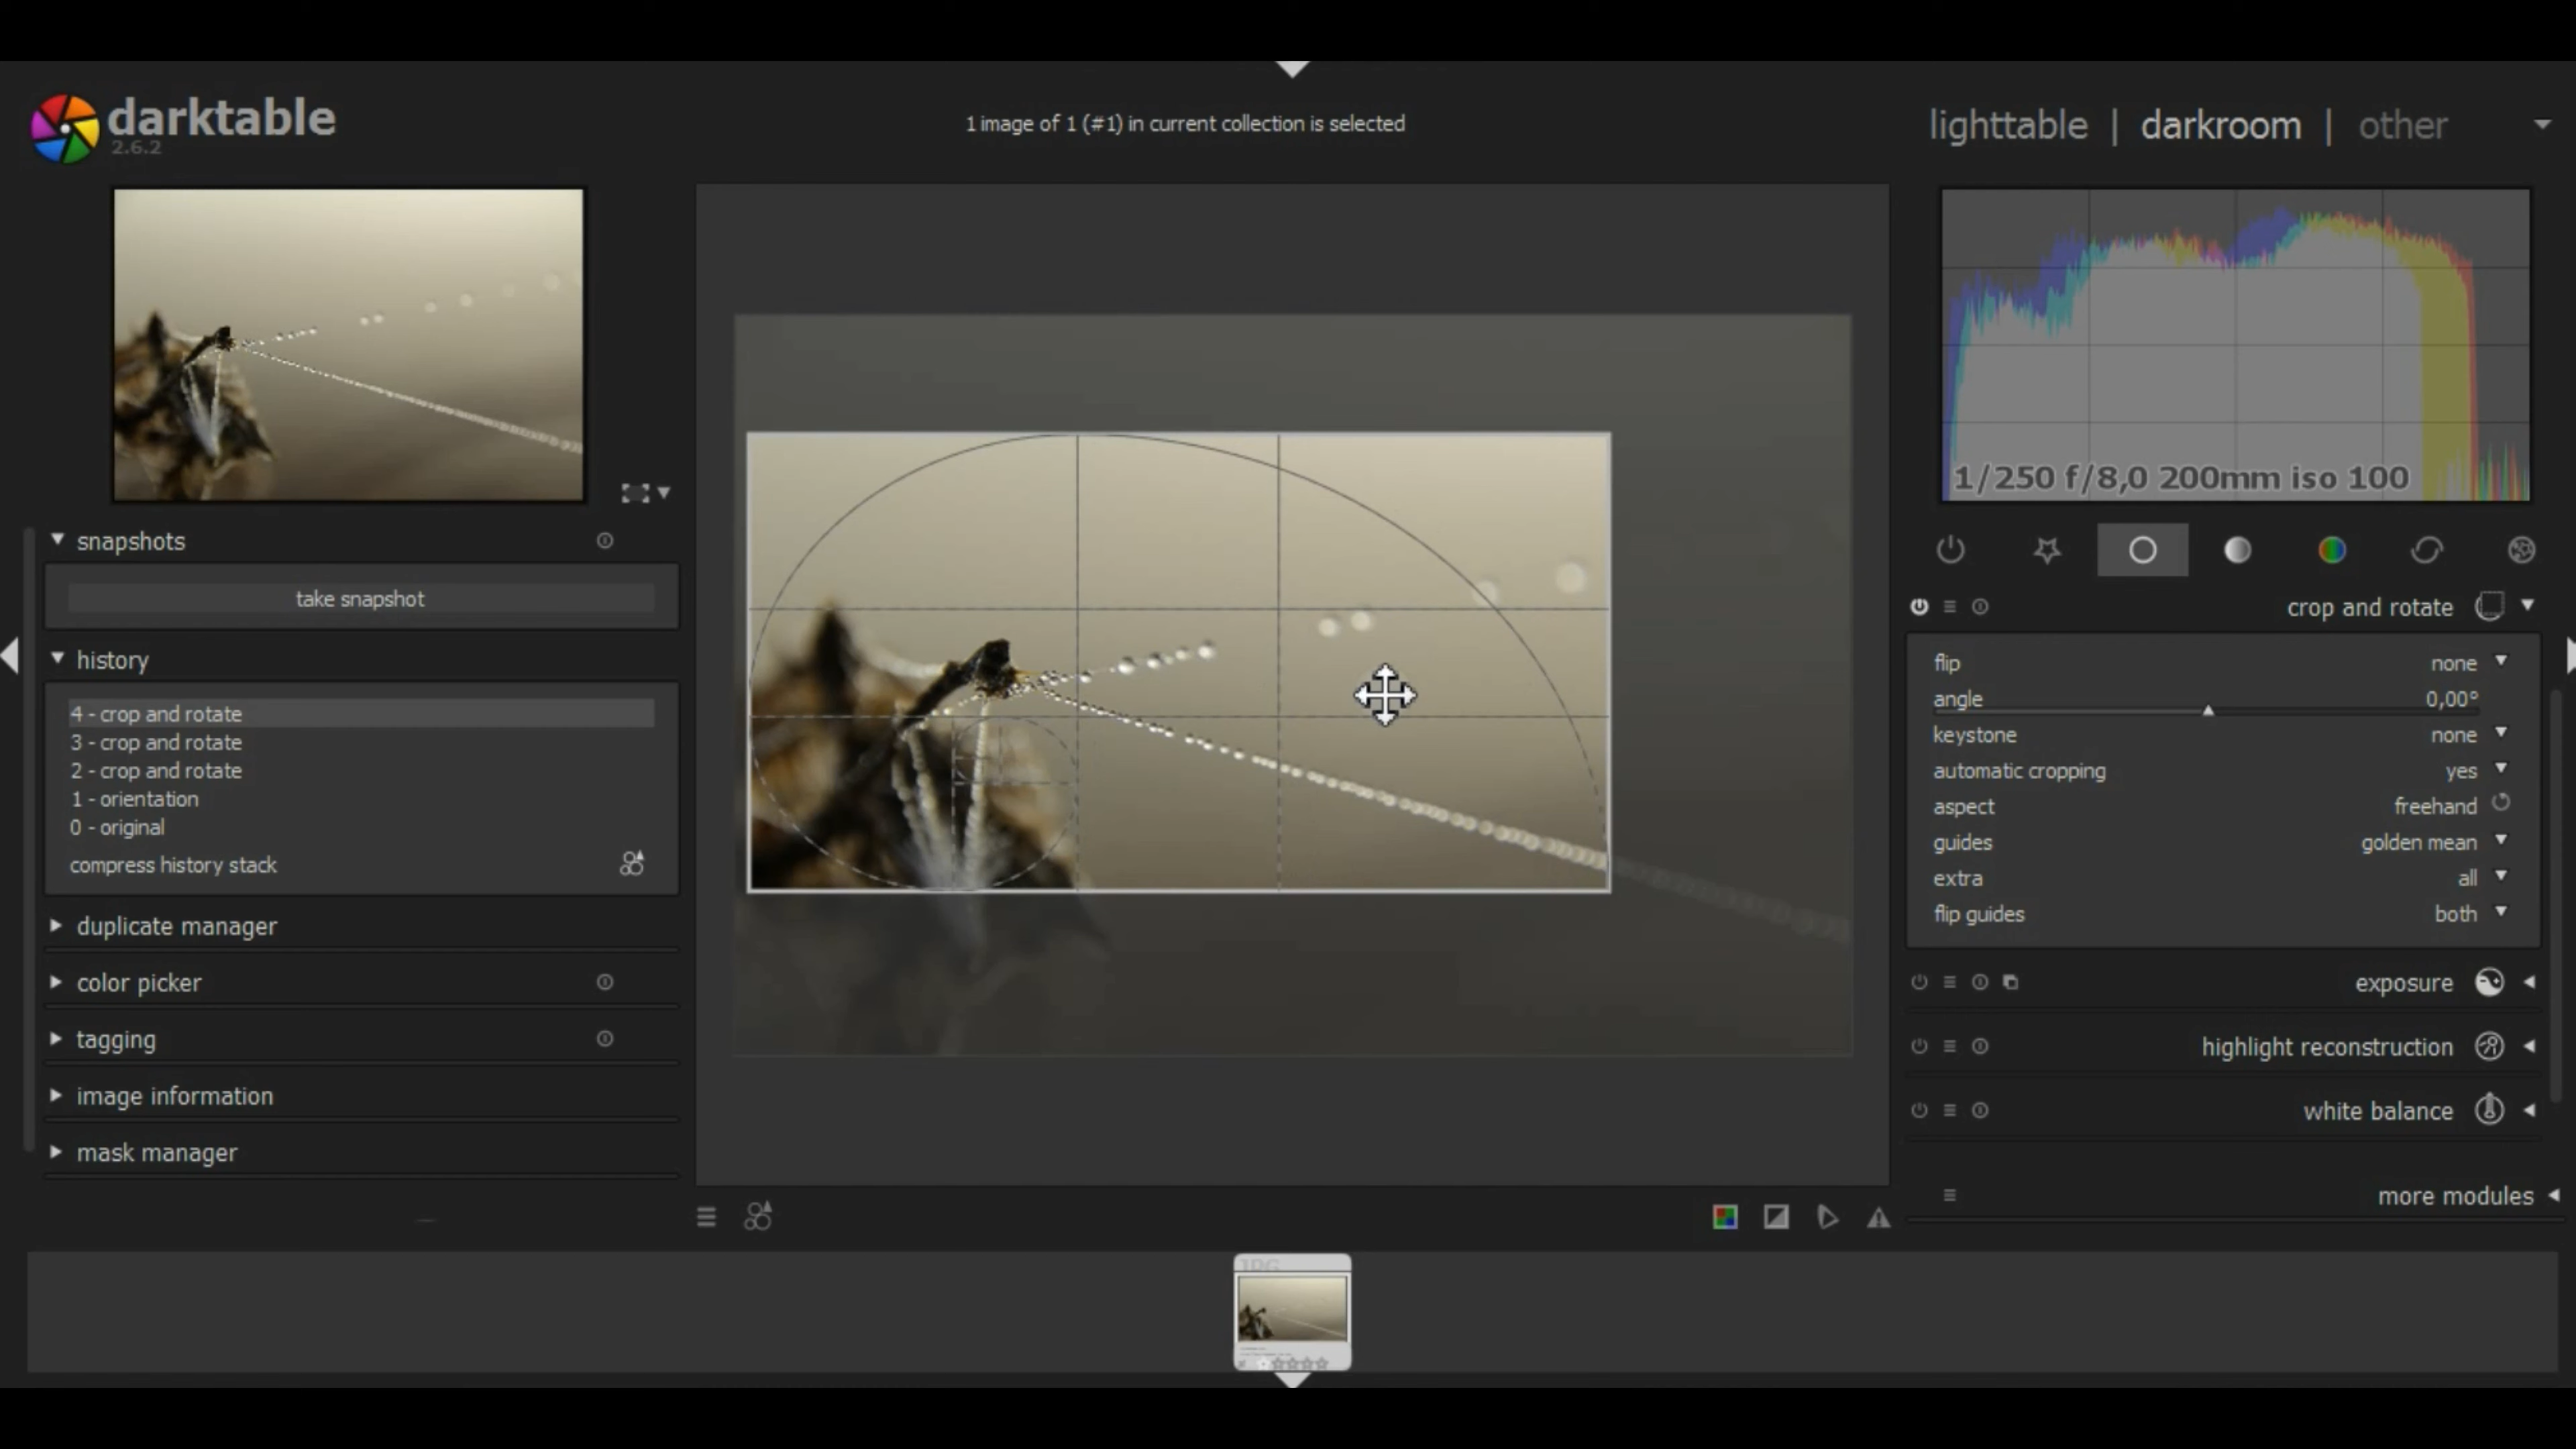 darktable
2.6.2
1 image of 1 (#1) in current collection is selected
lighttable | darkroom | other
1/250 f/8,0 200mm iso 100
snapshots
take snapshot
history
4 - crop and rotate
3 - crop and rotate
2 - crop and rotate
1 - orientation
0 - original
compress history stack
duplicate manager
color picker
tagging
image information
mask manager
crop and rotate
flip none
angle 0,00°
keystone none
automatic cropping yes
aspect freehand
guides golden mean
extra all
flip guides both
exposure
highlight reconstruction
white balance
more modules
JPG